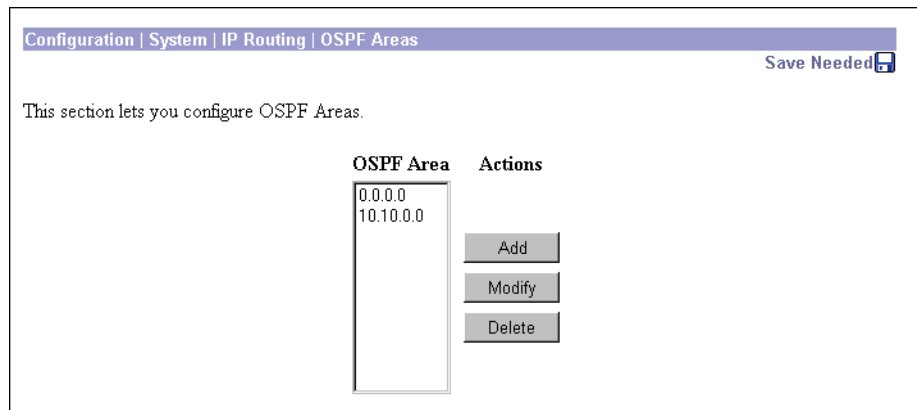 Configuration | System | IP Routing | OSPF Areas
Save Needed
This section lets you configure OSPF Areas.
OSPF Area Actions
0.0.0.0
10.10.0.0
Add
Modify
Delete